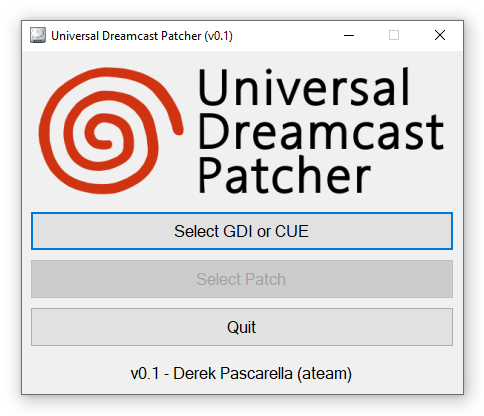 Universal Dreamcast Patcher (v0.1)
Universal
Dreamcast
Patcher
Select GDI or CUE
Select Patch
Quit
v0.1 - Derek Pascarella (ateam)